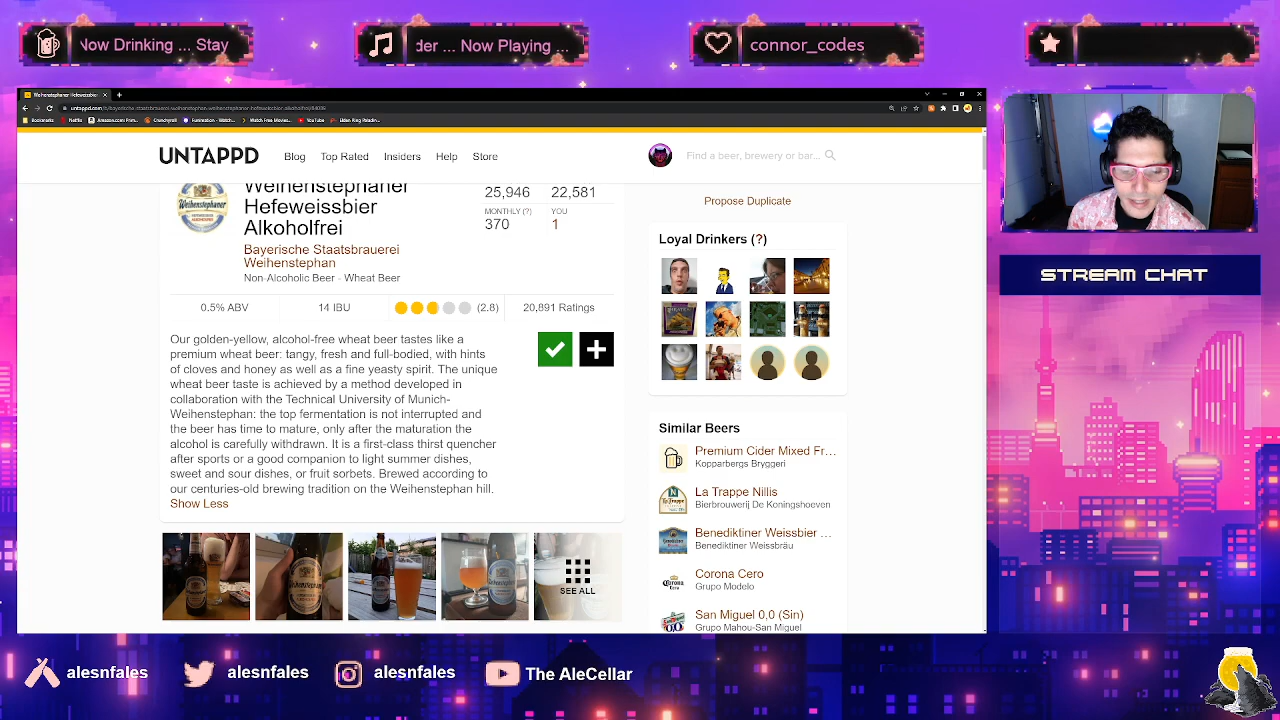 Now Drinking ... Stay
der ... Now Playing ...
connor_codes
Weihenstephaner Hefeweissbier
UNTAPPD
Blog
Top Rated
Insiders
Help
Store
Find a beer, brewery or bar...
Weihenstephaner
Hefeweissbier
Alkoholfrei
Bayerische Staatsbrauerei
Weihenstephan
Non-Alcoholic Beer - Wheat Beer
25,946
22,581
MONTHLY (?)
YOU
370
1
0.5% ABV
14 IBU
(2.8)
20,891 Ratings
Our golden-yellow, alcohol-free wheat beer tastes like a
premium wheat beer: tangy, fresh and full-bodied, with hints
of cloves and honey as well as a fine yeasty spirit. The unique
wheat beer taste is achieved by a method developed in
collaboration with the Technical University of Munich-
Weihenstephan: the top fermentation is not interrupted and
the beer has time to mature, only after the maturation the
alcohol is carefully withdrawn. It is a first-class thirst-quencher
after sports or a good companion to light summer dishes,
sweet and sour dishes, or fruit sorbets. Brewed according to
our centuries-old brewing tradition on the Weihenstephan hill.
Show Less
SEE ALL
Propose Duplicate
Loyal Drinkers (?)
Similar Beers
Premium Cider Mixed Fr...
Kopparbergs Bryggeri
La Trappe Nillis
Bierbrouwerij De Koningshoeven
Benediktiner Weissbier ...
Benediktiner Weissbräu
Corona Cero
Grupo Modelo
San Miguel 0,0 (Sin)
Grupo Mahou-San Miguel
STREAM CHAT
alesnfales
alesnfales
alesnfales
The AleCellar